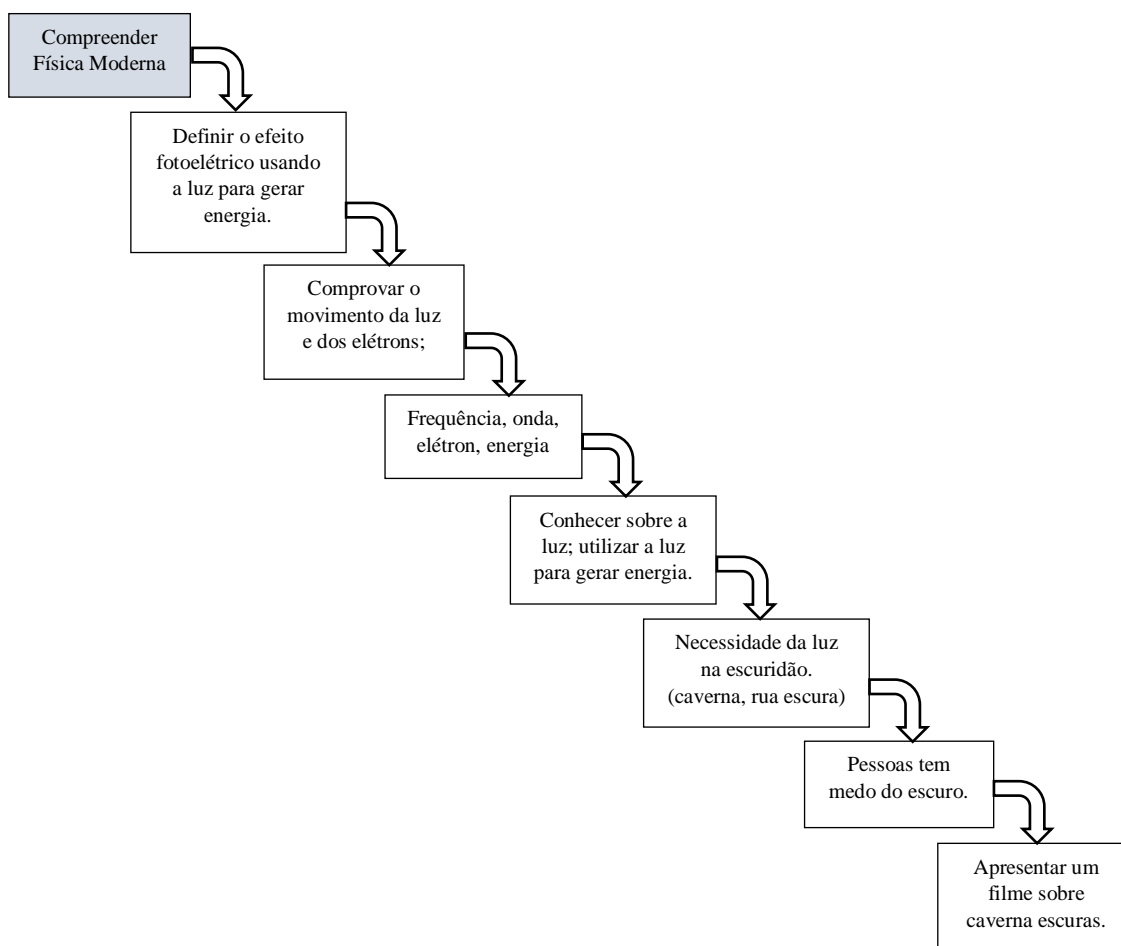 Compreender
Física Moderna
Definir o efeito
fotoelétrico usando
a luz para gerar
energia.
Comprovar o
movimento da luz
e dos elétrons;
Frequência, onda,
elétron, energia
Conhecer sobre a
luz; utilizar a luz
para gerar energia.
Necessidade da luz
na escuridão.
(caverna, rua escura)
Pessoas tem
medo do escuro.
Apresentar um
filme sobre
caverna escuras.